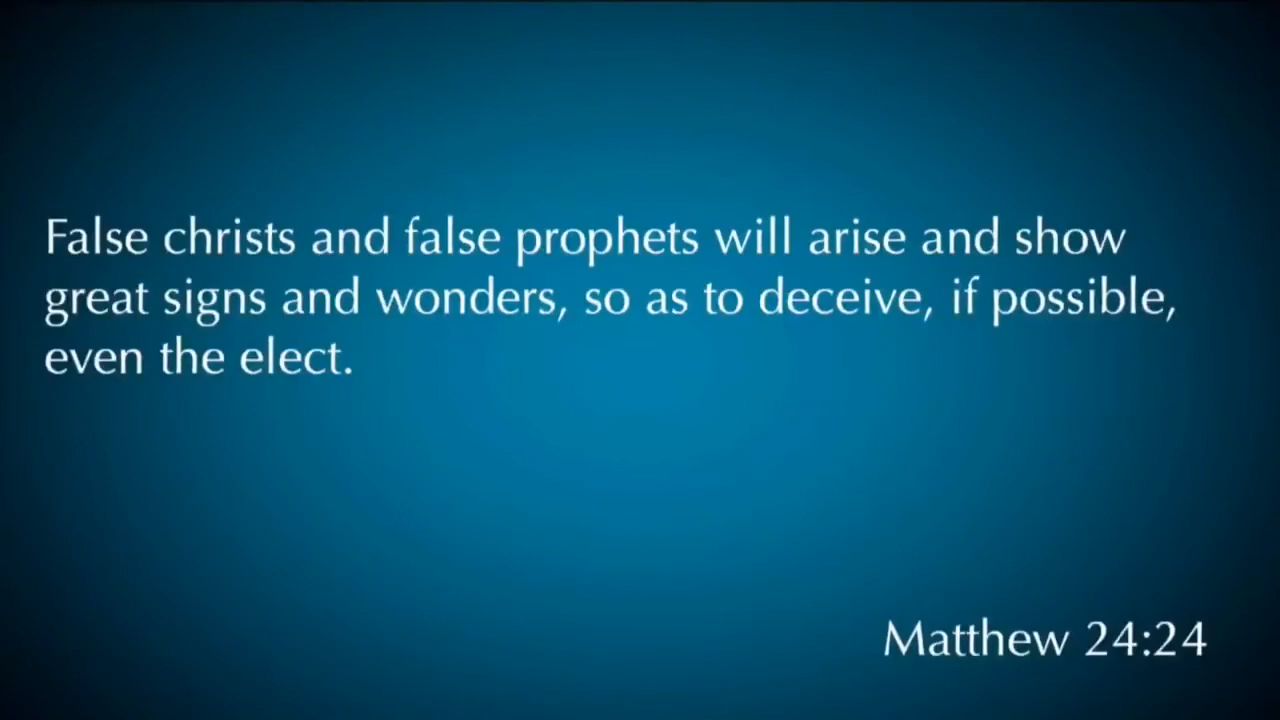 False christs and false prophets will arise and show
great signs and wonders, so as to deceive, if possible,
even the elect.
Matthew 24:24